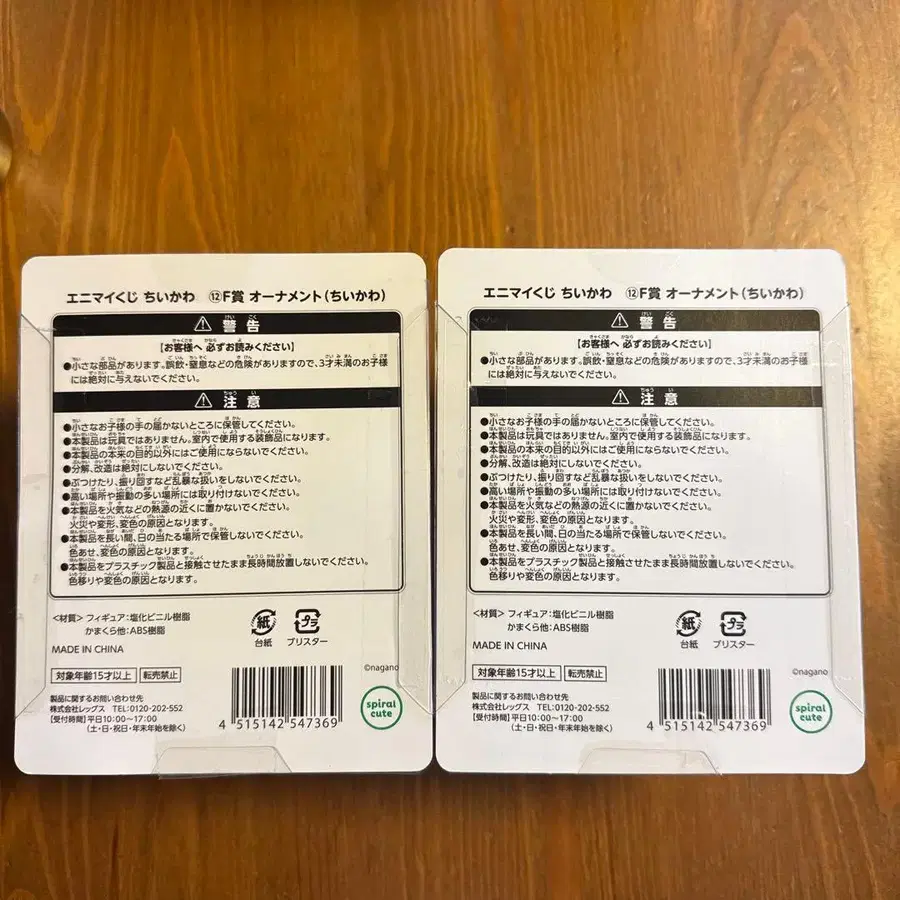 エニマイくじ ちいかわ ⑫F賞 オーナメント(ちいかわ)
⚠ 警告
【お客様へ 必ずお読みください】
●小さな部品があります。誤飲・窒息などの危険がありますので、3才未満のお子様
には絶対に与えないでください。
⚠ 注意
●小さなお子様の手の届かないところに保管してください。
●本製品は玩具ではありません。室内で使用する装飾品になります。
●本製品の本来の目的以外にはご使用にならないでください。
●分解、改造は絶対にしないでください。
●ぶつけたり、振り回すなど乱暴な扱いをしないでください。
●高い場所や振動の多い場所には取り付けないでください。
●本製品を火気などの熱源の近くに置かないでください。
火災や変形、変色の原因となります。
●本製品を長い間、日の当たる場所で保管しないでください。
色あせ、変色の原因となります。
●本製品をプラスチック製品と接触させたまま長時間放置しないでください。
色移りや変色の原因となります。
<材質> フィギュア:塩化ビニル樹脂
かまくら他:ABS樹脂
紙
台紙
プラ
ブリスター
MADE IN CHINA
対象年齢15才以上 転売禁止
©nagano
製品に関するお問い合わせ先
株式会社レッグス TEL:0120-202-552
【受付時間】平日10:00〜17:00
(土・日・祝日・年末年始を除く)
4 515142 547369
spiral
cute
エニマイくじ ちいかわ ⑫F賞 オーナメント(ちいかわ)
⚠ 警告
【お客様へ 必ずお読みください】
●小さな部品があります。誤飲・窒息などの危険がありますので、3才未満のお子様
には絶対に与えないでください。
⚠ 注意
●小さなお子様の手の届かないところに保管してください。
●本製品は玩具ではありません。室内で使用する装飾品になります。
●本製品の本来の目的以外にはご使用にならないでください。
●分解、改造は絶対にしないでください。
●ぶつけたり、振り回すなど乱暴な扱いをしないでください。
●高い場所や振動の多い場所には取り付けないでください。
●本製品を火気などの熱源の近くに置かないでください。
火災や変形、変色の原因となります。
●本製品を長い間、日の当たる場所で保管しないでください。
色あせ、変色の原因となります。
●本製品をプラスチック製品と接触させたまま長時間放置しないでください。
色移りや変色の原因となります。
<材質> フィギュア:塩化ビニル樹脂
かまくら他:ABS樹脂
紙
台紙
プラ
ブリスター
MADE IN CHINA
対象年齢15才以上 転売禁止
©nagano
製品に関するお問い合わせ先
株式会社レッグス TEL:0120-202-552
【受付時間】平日10:00〜17:00
(土・日・祝日・年末年始を除く)
4 515142 547369
spiral
cute